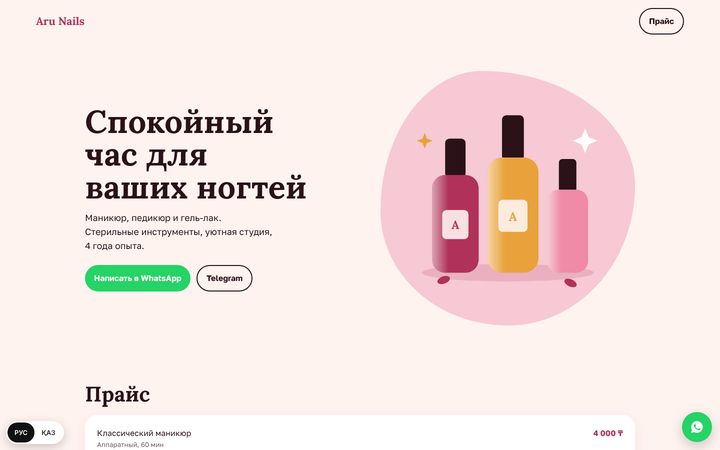 Aru Nails
Прайс
Спокойный
час для
ваших ногтей
Маникюр, педикюр и гель-лак.
Стерильные инструменты, уютная студия,
4 года опыта.
Написать в WhatsApp
Telegram
A
A
Прайс
Классический маникюр
4 000 ₸
Аппаратный, 60 мин
РУС
ҚАЗ